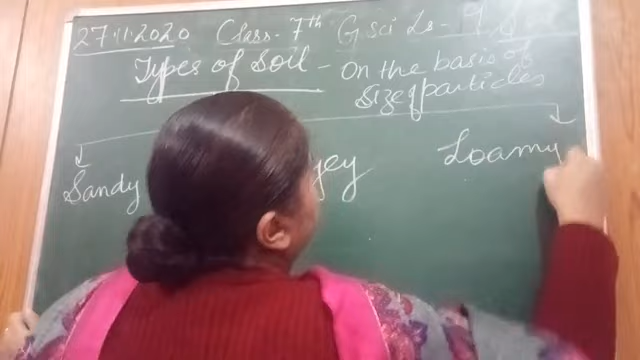 27.11.2020 Class - 7th G Sci Ls - 9
Types of Soil - On the basis of
size of particles
Sandy Loamy